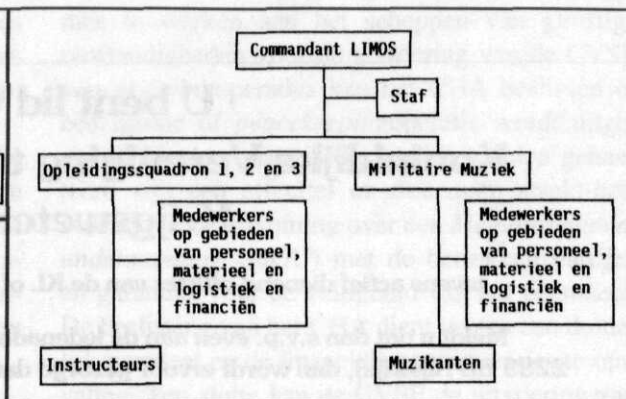 Commandant LIMOS
Staf
Opleidingssquadron 1, 2 en 3
Militaire Muziek
Medewerkers
op gebieden
van personeel,
materieel en
logistiek en
financiën
Medewerkers
op gebieden
van personeel,
materieel en
logistiek en
financiën
Instructeurs
Muzikanten